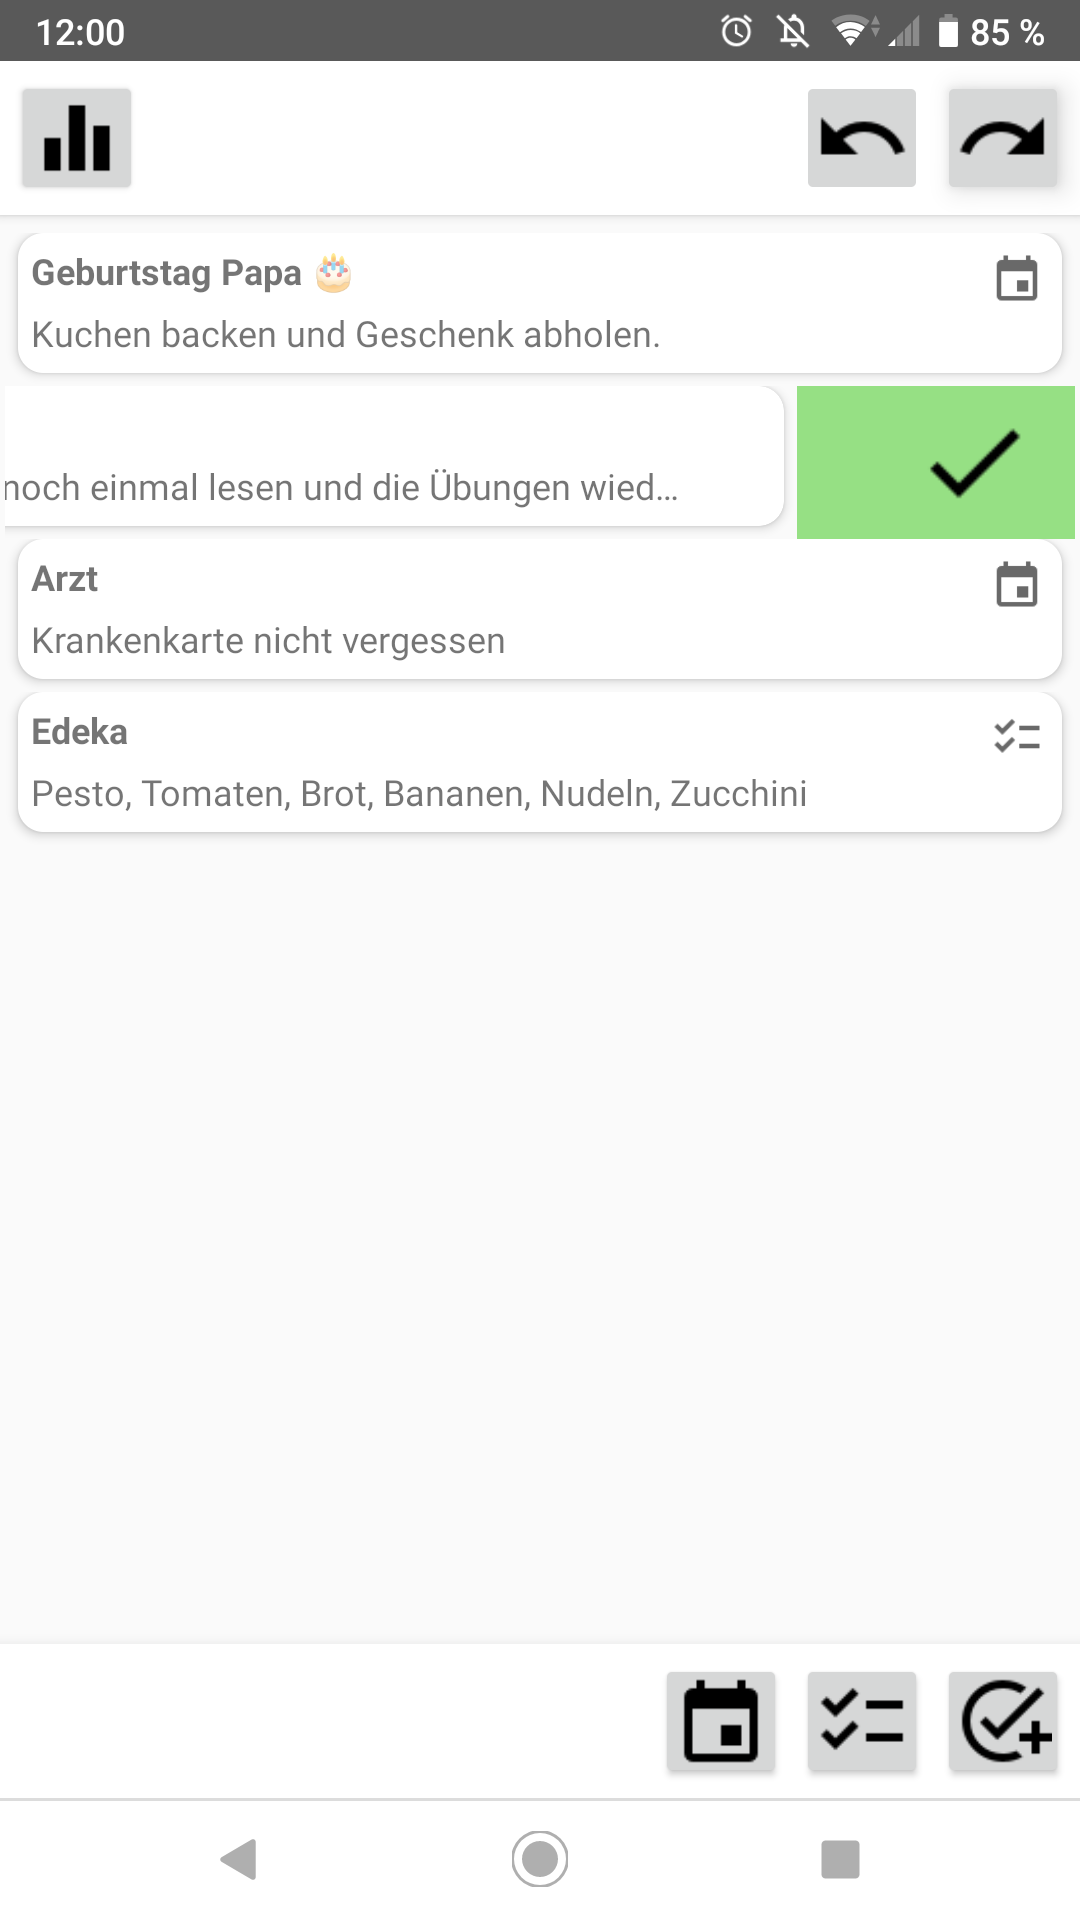 12:00 85 %
Geburtstag Papa 🎂
Kuchen backen und Geschenk abholen.
noch einmal lesen und die Übungen wied...
Arzt
Krankenkarte nicht vergessen
Edeka
Pesto, Tomaten, Brot, Bananen, Nudeln, Zucchini